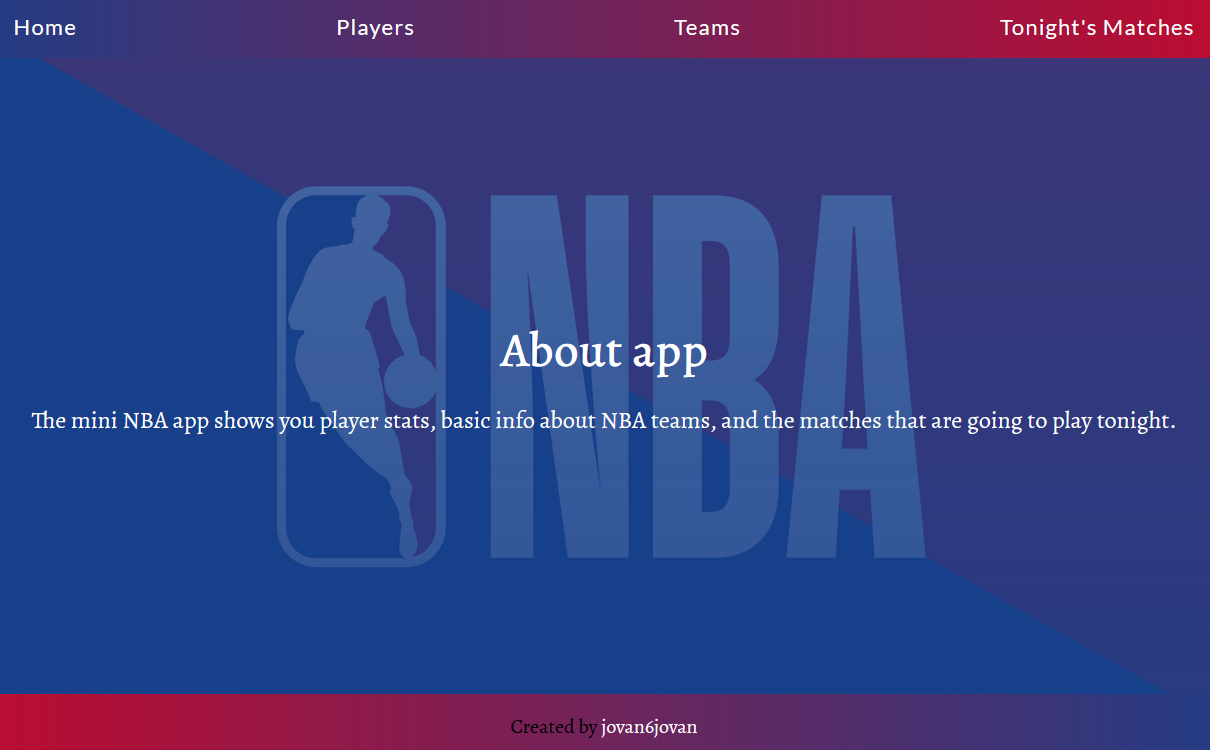 Home Players Teams Tonight's Matches
NBA
About app
The mini NBA app shows you player stats, basic info about NBA teams, and the matches that are going to play tonight.
Created by jovan6jovan